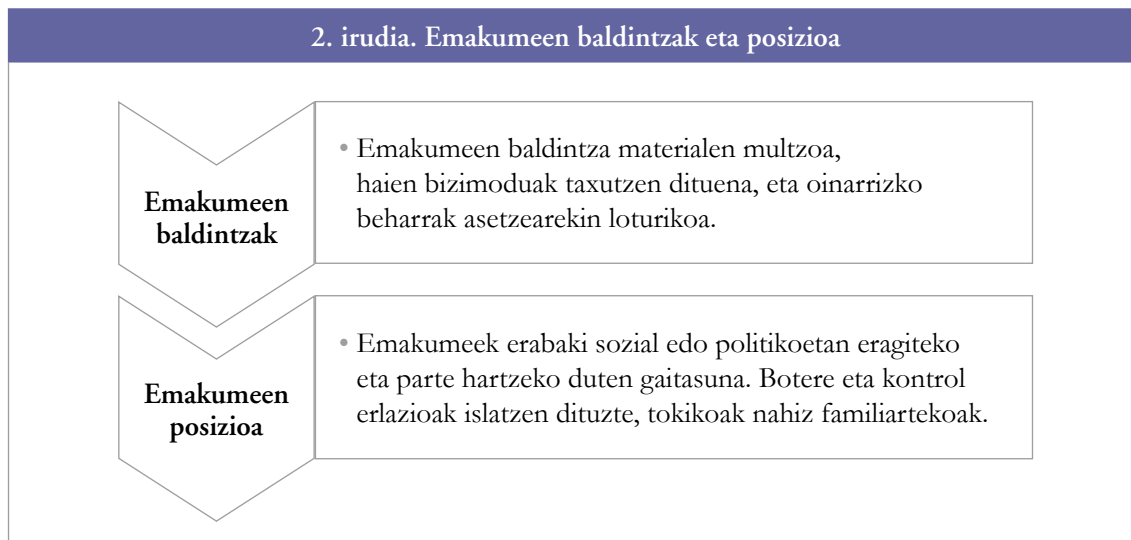 2. irudia. Emakumeen baldintzak eta posizioa
Emakumeen
baldintzak
• Emakumeen baldintza materialen multzoa,
haien bizimoduak taxutzen dituena, eta oinarrizko
beharrak asetzearekin loturikoa.
Emakumeen
posizioa
• Emakumeek erabaki sozial edo politikoetan eragiteko
eta parte hartzeko duten gaitasuna. Botere eta kontrol
erlazioak islatzen dituzte, tokikoak nahiz familiartekoak.